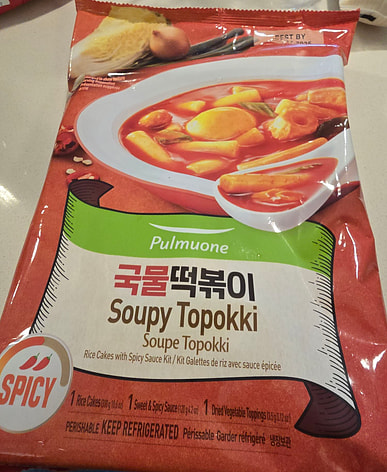 BEST BY
Pulmuone
국물떡볶이
Soupy Topokki
Soupe Topokki
Rice Cakes with Spicy Sauce Kit / Kit Galettes de riz avec sauce épicée
SPICY
1 Rice Cakes 1 Sweet & Spicy Sauce 1 Dried Vegetable Toppings
PERISHABLE KEEP REFRIGERATED Périssable Garder réfrigéré 냉장보관